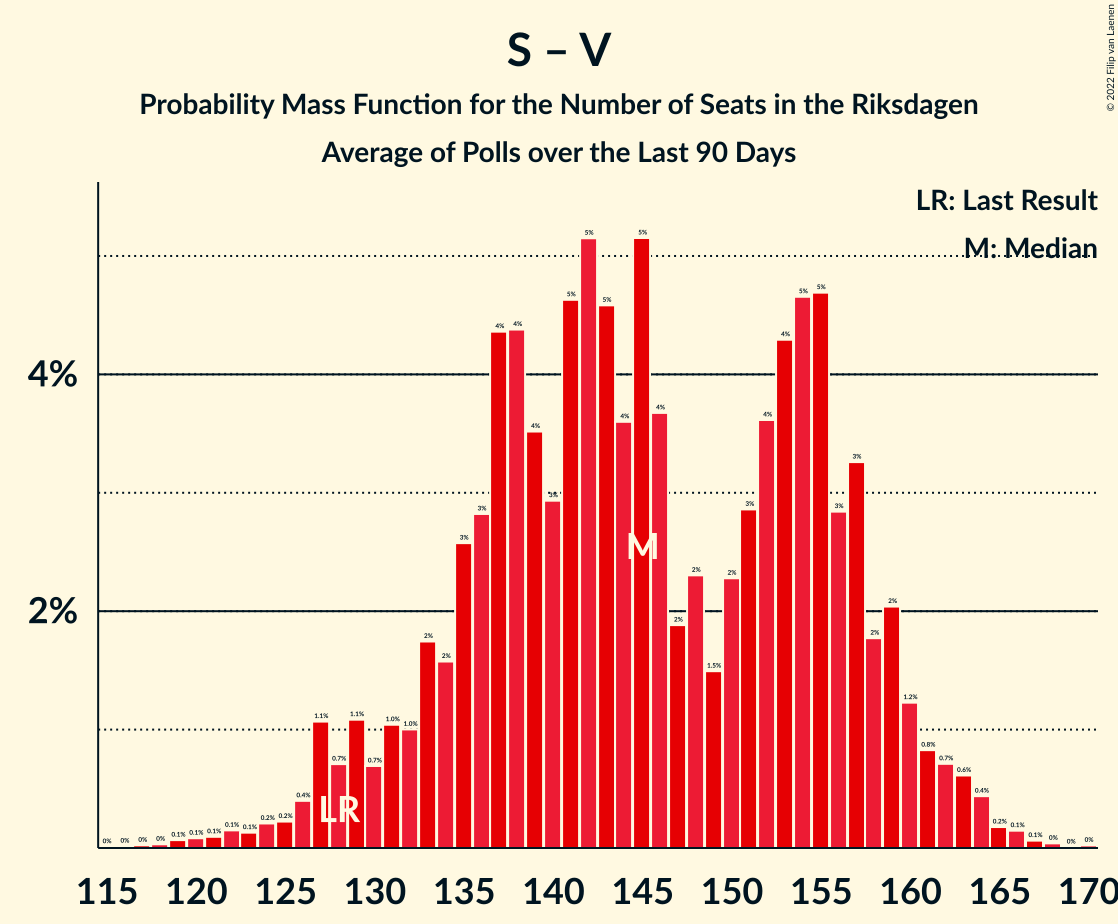 S – V
Probability Mass Function for the Number of Seats in the Riksdagen
Average of Polls over the Last 90 Days
© 2022 Filip van Laenen
LR: Last Result
M: Median
4%
2%
0% 0% 0% 0% 0.1% 0.1% 0.1% 0.1% 0.1% 0.2% 0.2% 0.4% 1.1% 0.7% 1.1% 0.7% 1.0% 1.0% 2% 2% 3% 3% 4% 4% 4% 3% 5% 5% 5% 4% 5% 4% 2% 2% 1.5% 2% 3% 4% 4% 5% 5% 3% 3% 2% 2% 1.2% 0.8% 0.7% 0.6% 0.4% 0.2% 0.1% 0.1% 0% 0% 0%
M
LR
115 120 125 130 135 140 145 150 155 160 165 170